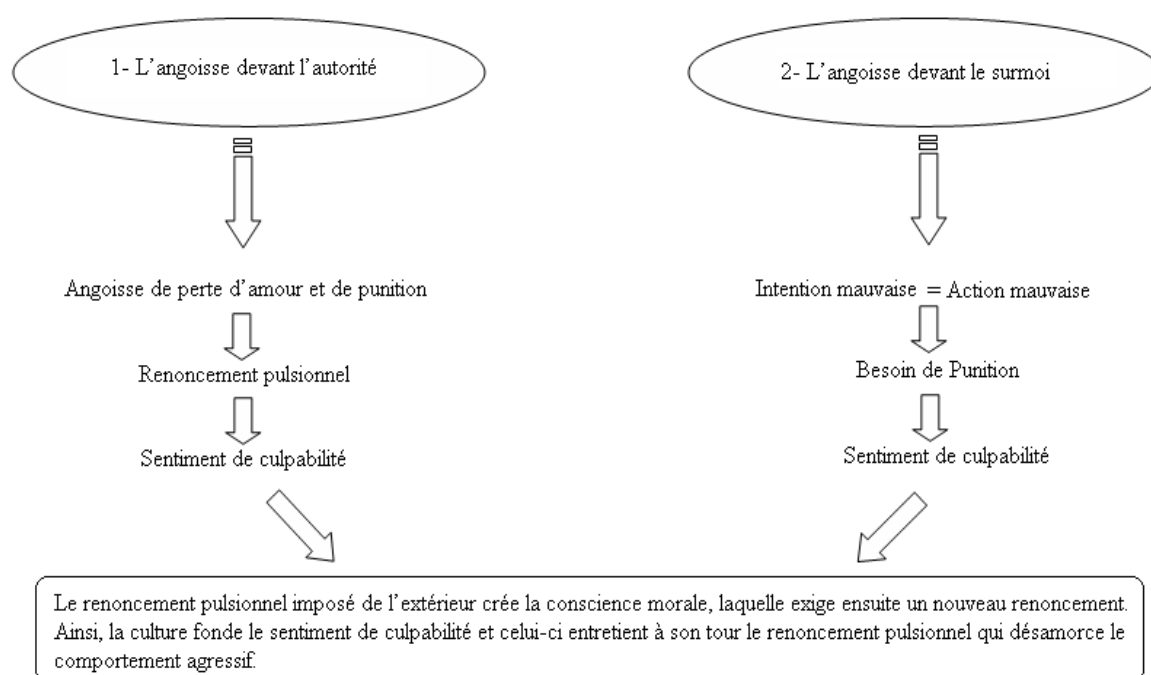 1- L'angoisse devant l'autorité
2- L'angoisse devant le surmoi
Angoisse de perte d'amour et de punition
Intention mauvaise = Action mauvaise
Renoncement pulsionnel
Besoin de Punition
Sentiment de culpabilité
Sentiment de culpabilité
Le renoncement pulsionnel imposé de l'extérieur crée la conscience morale, laquelle exige ensuite un nouveau renoncement.
Ainsi, la culture fonde le sentiment de culpabilité et celui-ci entretient à son tour le renoncement pulsionnel qui désamorce le
comportement agressif.